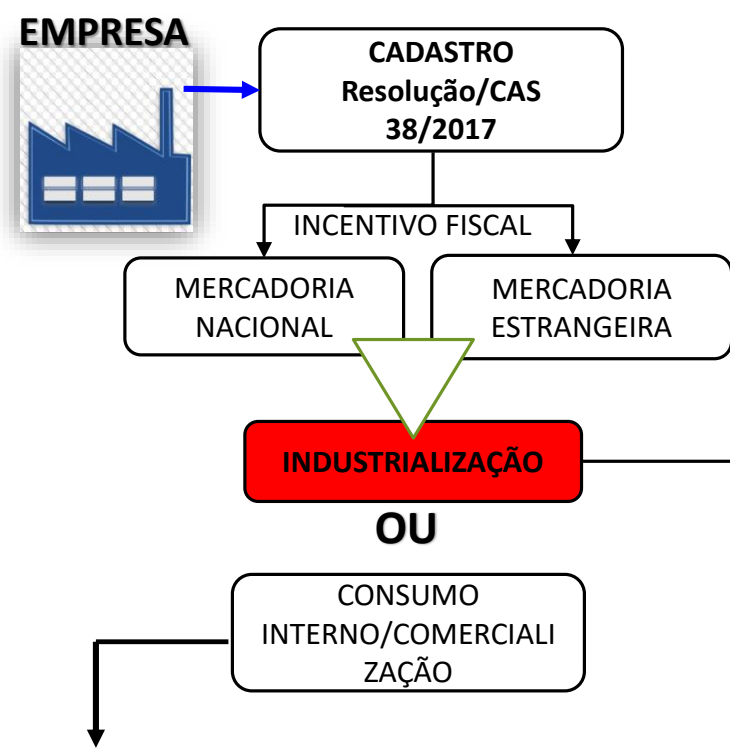 EMPRESA
CADASTRO
Resolução/CAS
38/2017
INCENTIVO FISCAL
MERCADORIA
NACIONAL
MERCADORIA
ESTRANGEIRA
INDUSTRIALIZAÇÃO
OU
CONSUMO
INTERNO/COMERCIALI
ZAÇÃO